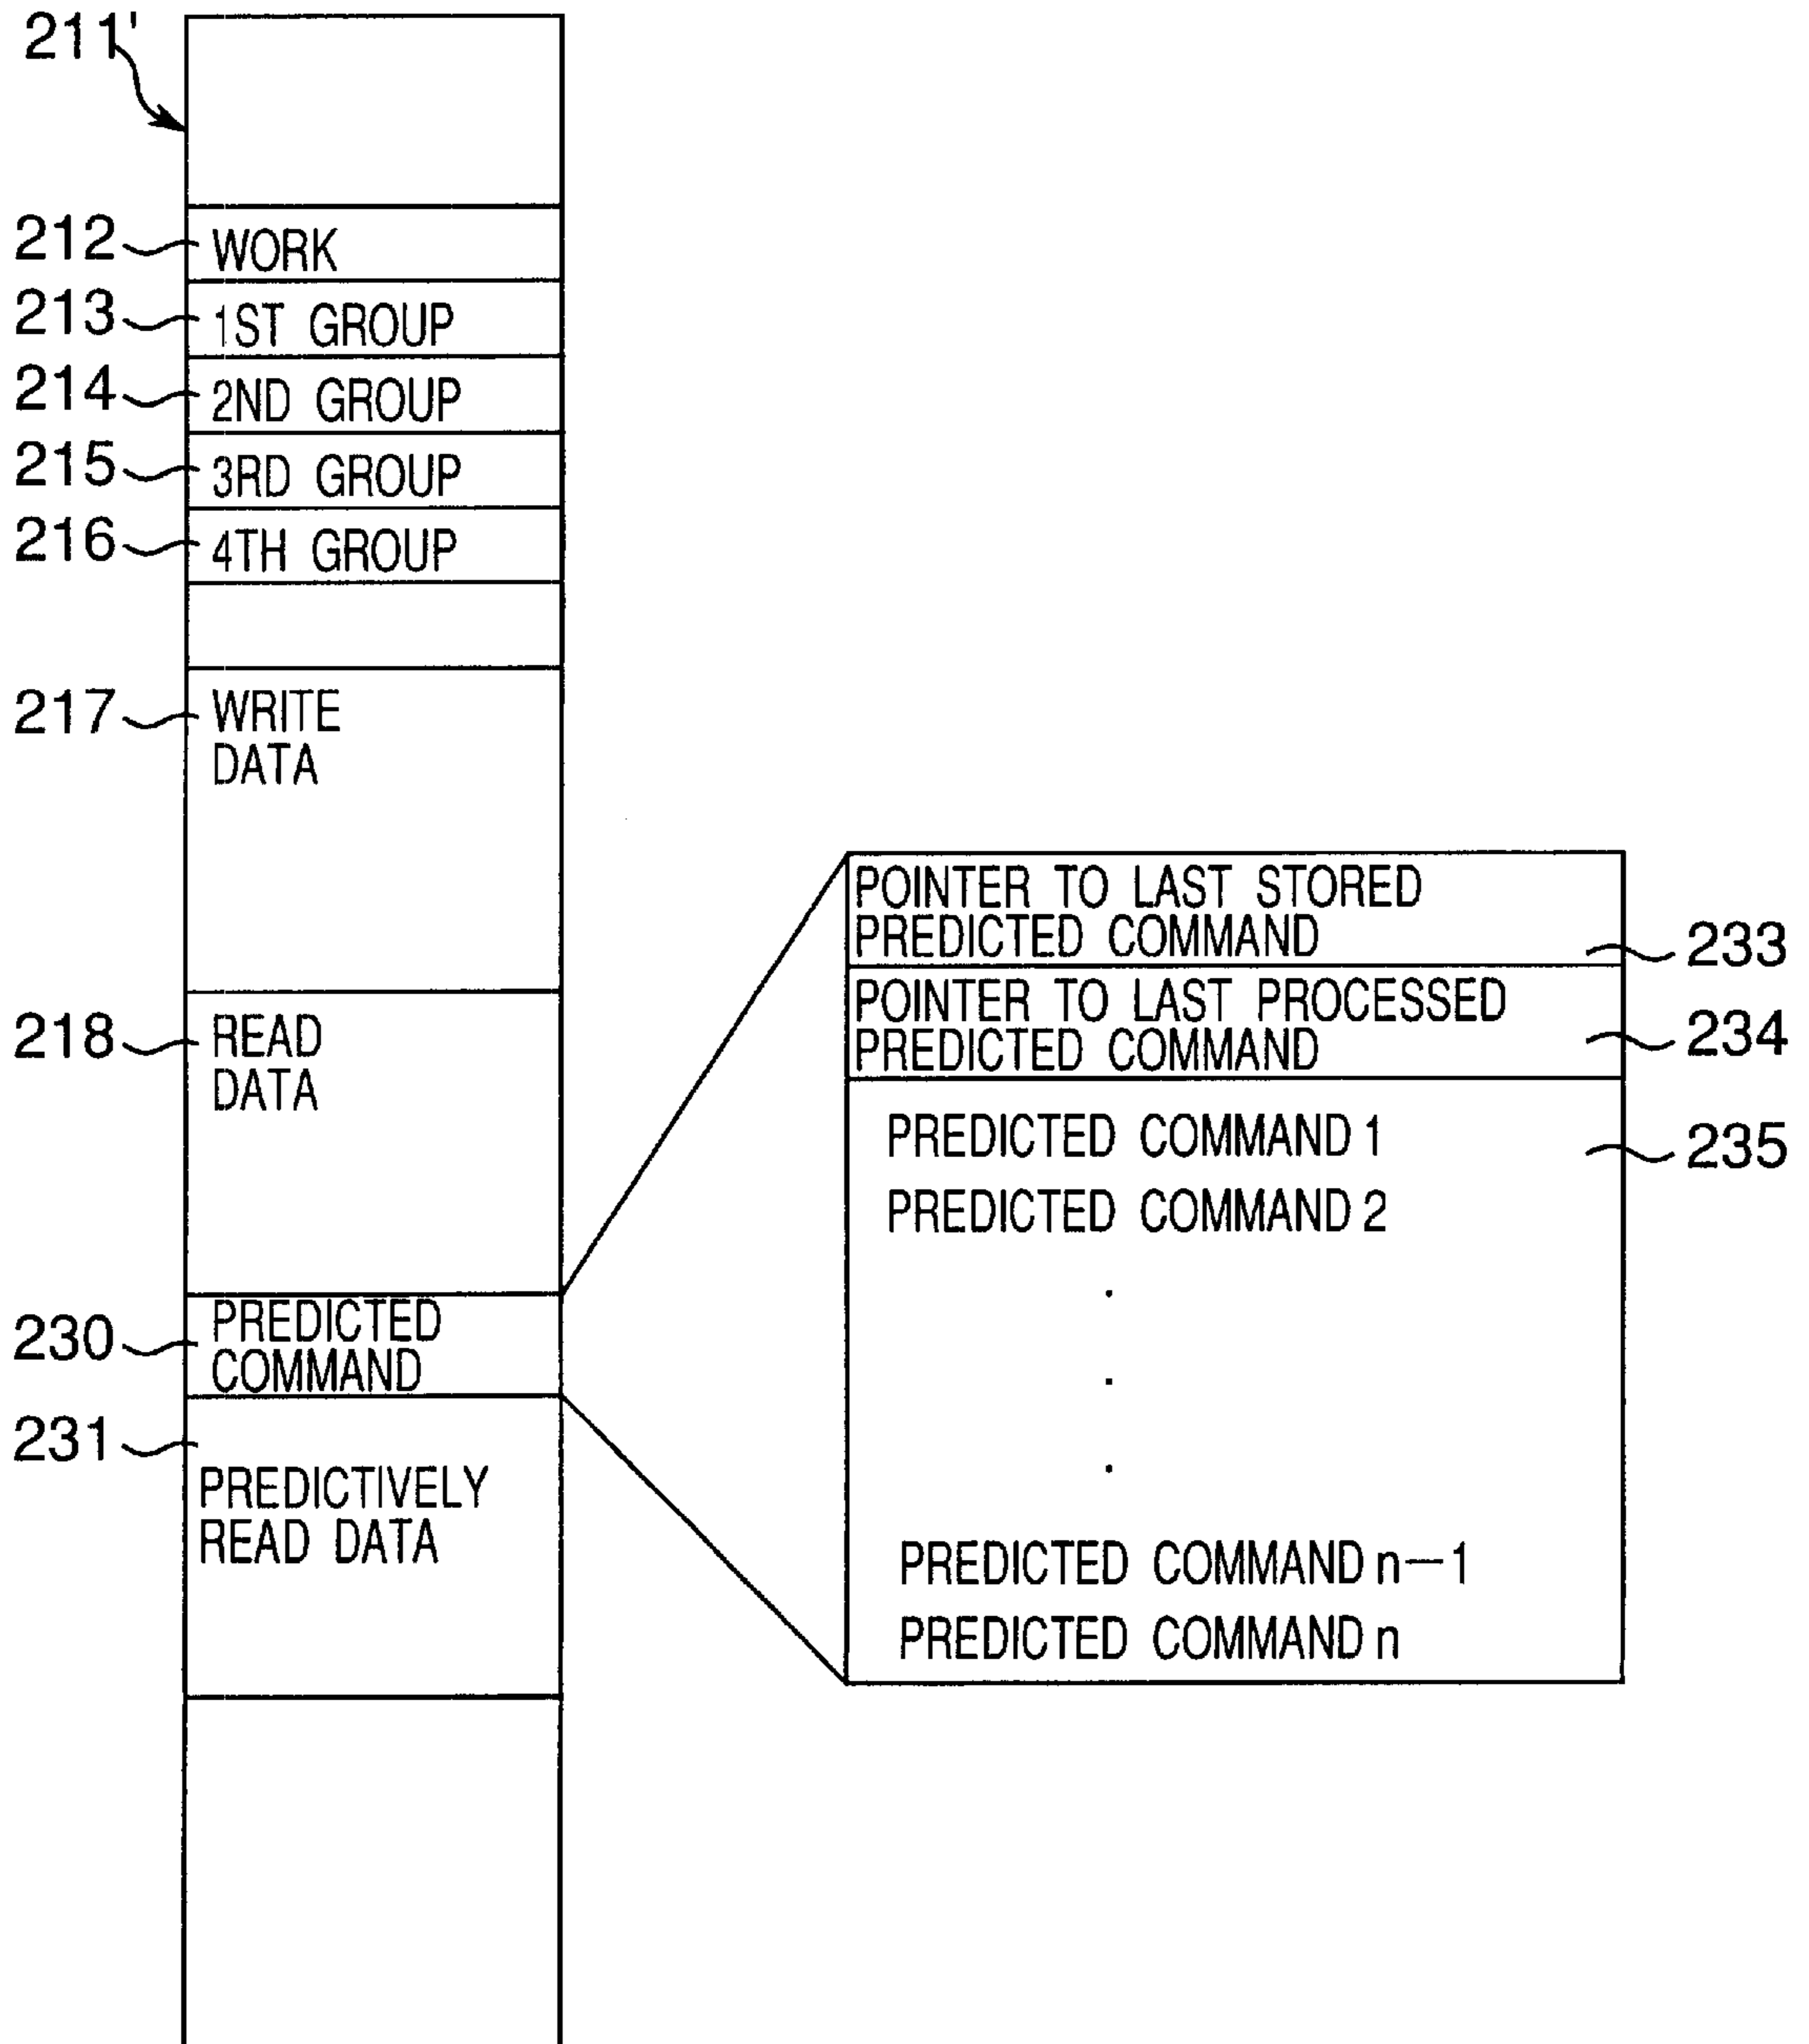 211'
212 WORK
213 1ST GROUP
214 2ND GROUP
215 3RD GROUP
216 4TH GROUP
217 WRITE
DATA
218 READ
DATA
230 PREDICTED
COMMAND
231
PREDICTIVELY
READ DATA
POINTER TO LAST STORED
PREDICTED COMMAND 233
POINTER TO LAST PROCESSED
PREDICTED COMMAND 234
PREDICTED COMMAND 1 235
PREDICTED COMMAND 2
.
.
.
PREDICTED COMMAND n—1
PREDICTED COMMAND n